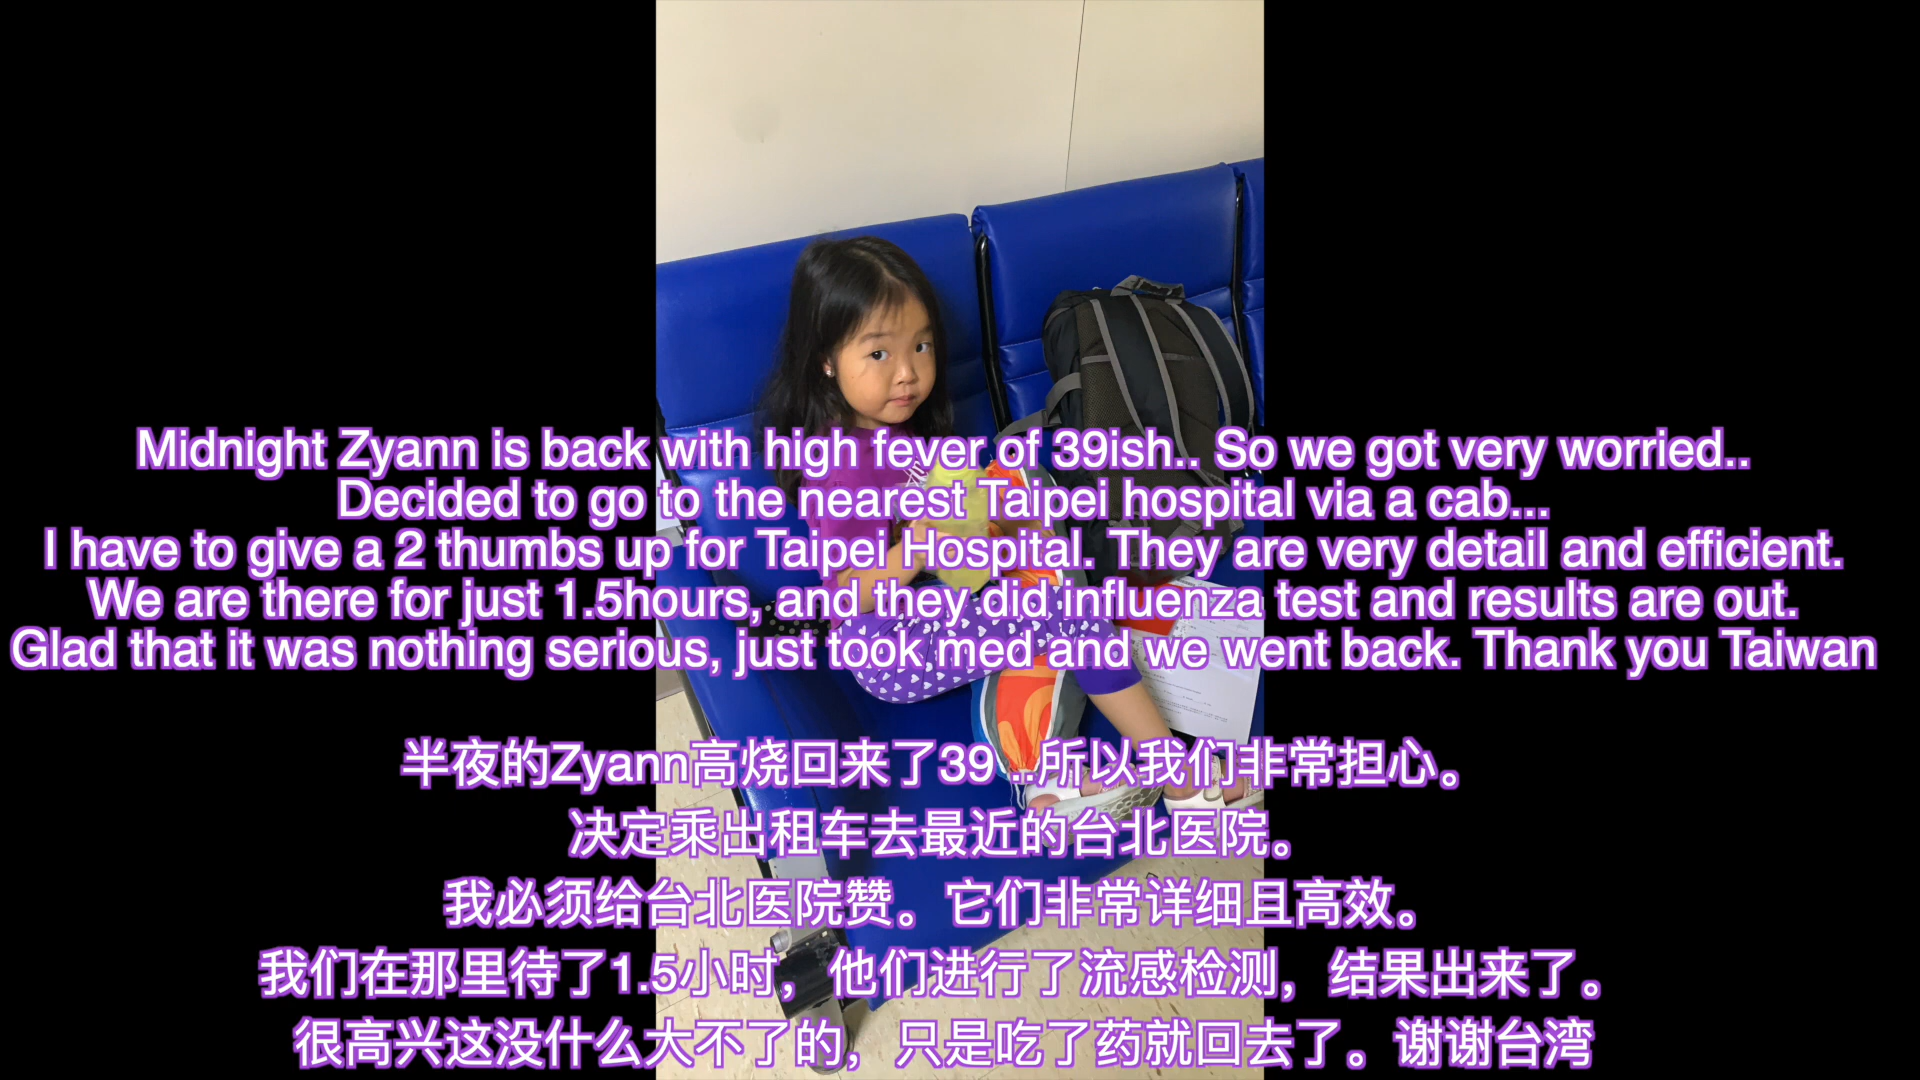 Midnight Zyann is back with high fever of 39ish.. So we got very worried..
Decided to go to the nearest Taipei hospital via a cab...
I have to give a 2 thumbs up for Taipei Hospital. They are very detail and efficient.
We are there for just 1.5hours, and they did influenza test and results are out.
Glad that it was nothing serious, just took med and we went back. Thank you Taiwan
半夜的Zyann高烧回来了39 ..所以我们非常担心。
决定乘出租车去最近的台北医院。
我必须给台北医院赞。它们非常详细且高效。
我们在那里待了1.5小时，他们进行了流感检测，结果出来了。
很高兴这没什么大不了的，只是吃了药就回去了。谢谢台湾